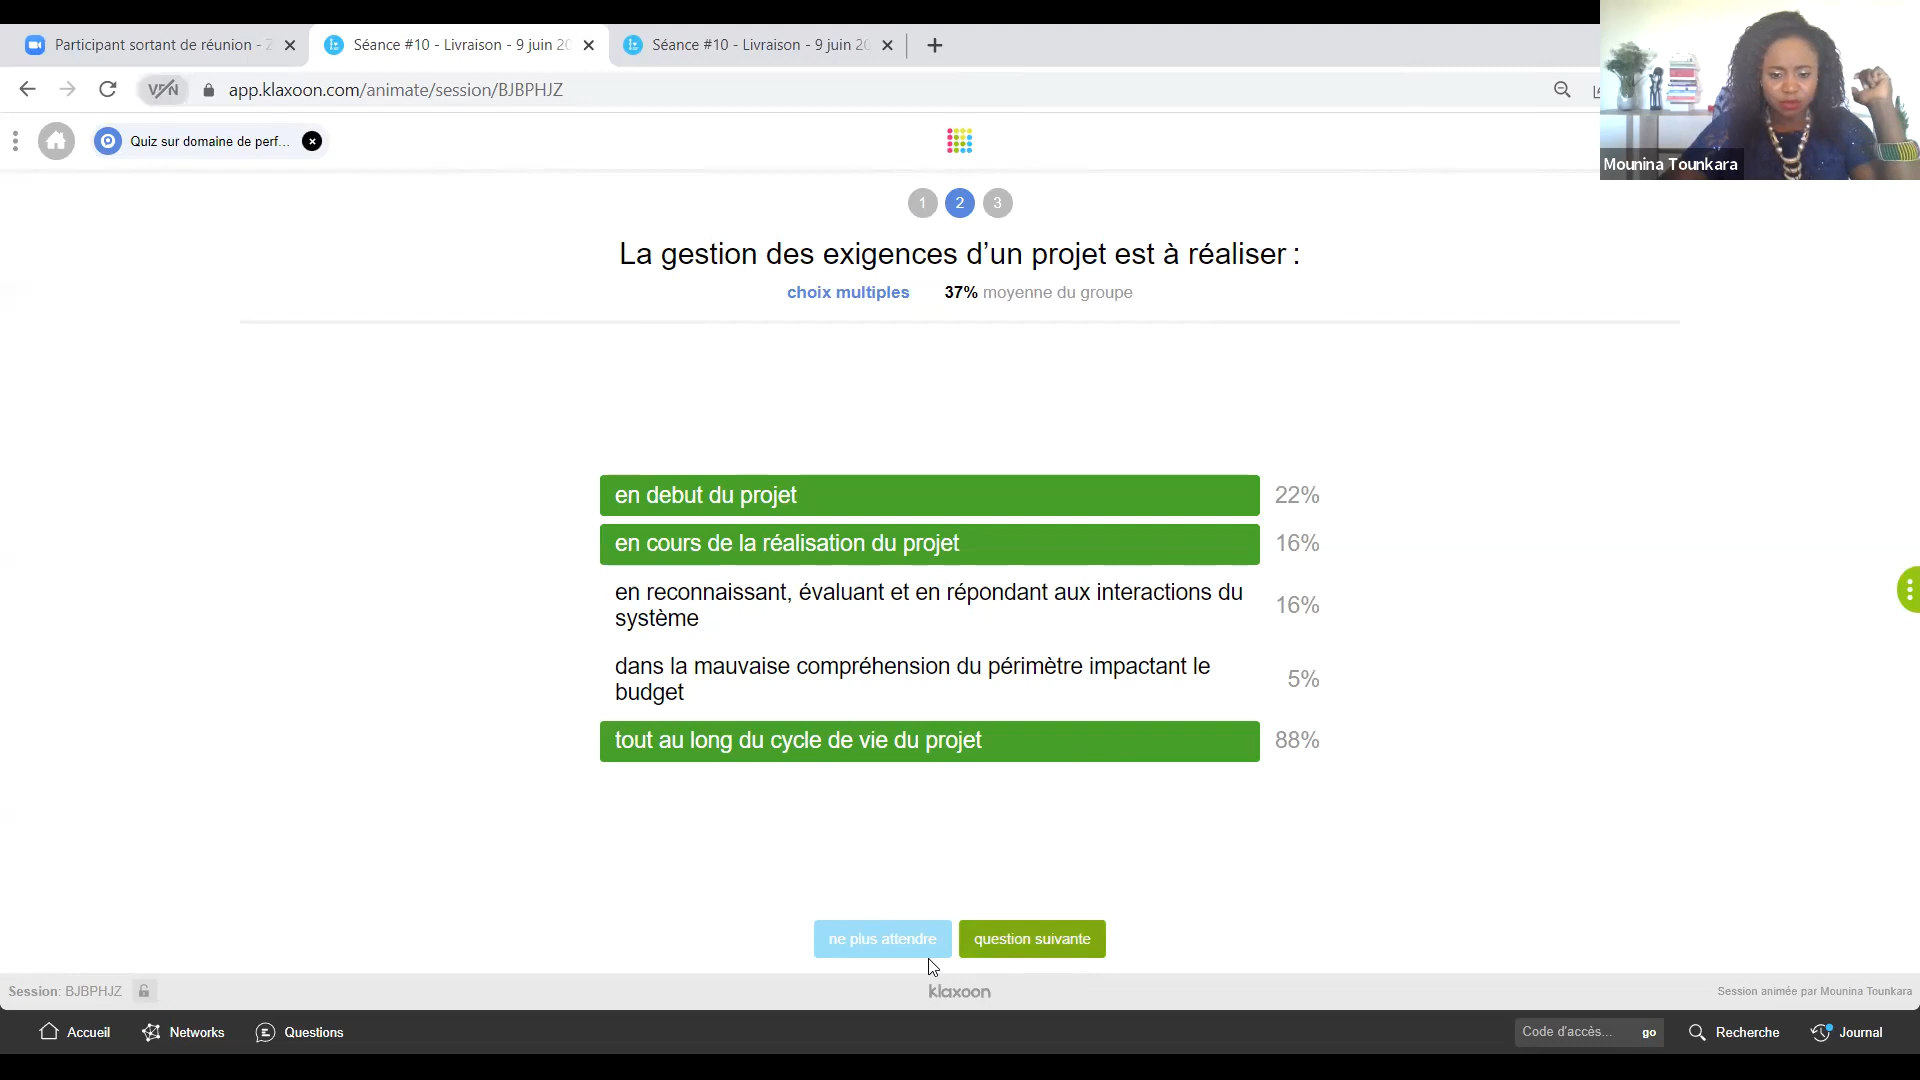 Participant sortant de réunion - Z
Séance #10 - Livraison - 9 juin 20
Séance #10 - Livraison - 9 juin 20
VPN
app.klaxoon.com/animate/session/BJBPHJZ
Mounina Tounkara
Quiz sur domaine de perf...
1 2 3
La gestion des exigences d’un projet est à réaliser :
choix multiples 37% moyenne du groupe
en debut du projet 22%
en cours de la réalisation du projet 16%
en reconnaissant, évaluant et en répondant aux interactions du
système 16%
dans la mauvaise compréhension du périmètre impactant le
budget 5%
tout au long du cycle de vie du projet 88%
ne plus attendre question suivante
Session: BJBPHJZ klaxoon Session animée par Mounina Tounkara
Accueil Networks Questions Code d'accès... go Recherche Journal